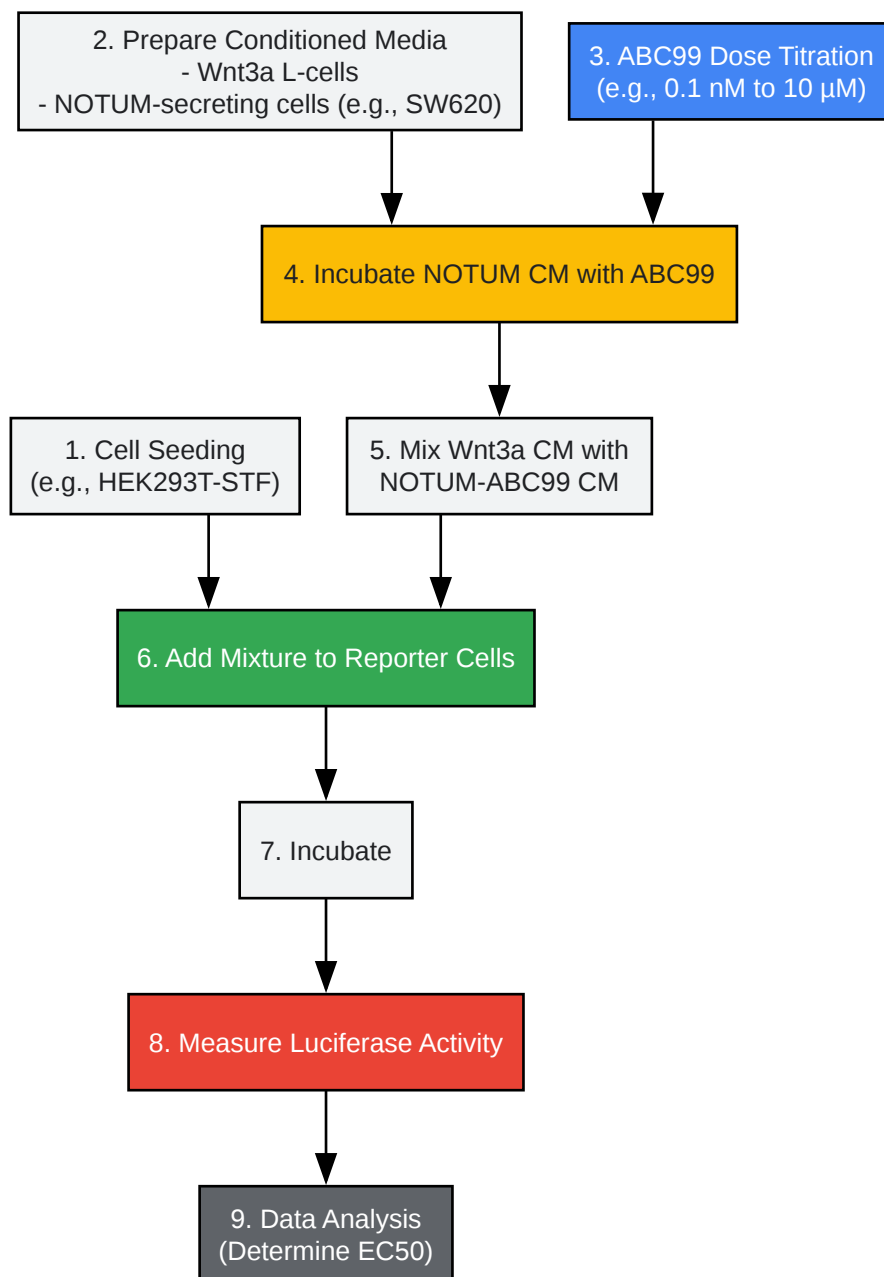 2. Prepare Conditioned Media
- Wnt3a L-cells
- NOTUM-secreting cells (e.g., SW620)
3. ABC99 Dose Titration
(e.g., 0.1 nM to 10 µM)
4. Incubate NOTUM CM with ABC99
1. Cell Seeding
(e.g., HEK293T-STF)
5. Mix Wnt3a CM with
NOTUM-ABC99 CM
6. Add Mixture to Reporter Cells
7. Incubate
8. Measure Luciferase Activity
9. Data Analysis
(Determine EC50)